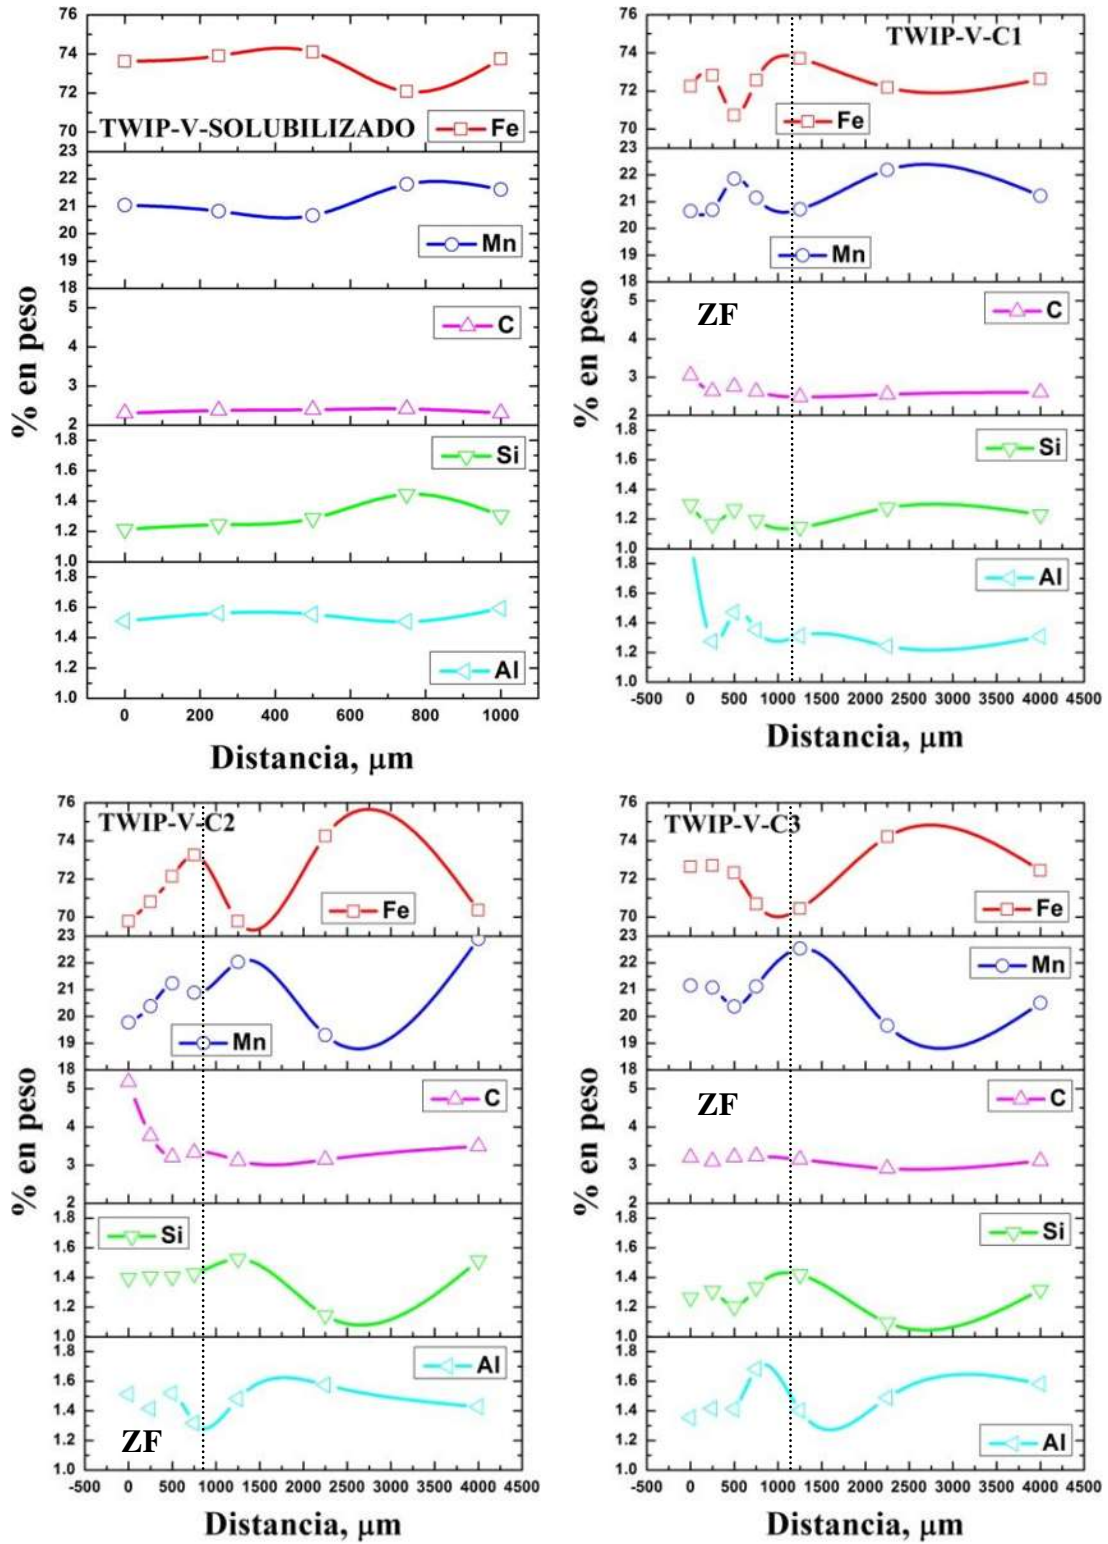 76
74
72
70
TWIP-V-SOLUBILIZADO
Fe
23
22
21
20
19
18
Mn
5
4
3
2
C
1.8
1.6
1.4
1.2
1.0
Si
1.8
1.6
1.4
1.2
1.0
Al
0 200 400 600 800 1000
% en peso
Distancia, μm
76
74
72
70
TWIP-V-C1
Fe
23
22
21
20
19
18
Mn
5
4
3
2
ZF
C
1.8
1.6
1.4
1.2
1.0
Si
1.8
1.6
1.4
1.2
1.0
Al
-500 0 500 1000 1500 2000 2500 3000 3500 4000 4500
% en peso
Distancia, μm
76
74
72
70
TWIP-V-C2
Fe
23
22
21
20
19
18
Mn
5
4
3
2
C
1.8
1.6
1.4
1.2
1.0
Si
1.8
1.6
1.4
1.2
1.0
ZF
Al
-500 0 500 1000 1500 2000 2500 3000 3500 4000 4500
% en peso
Distancia, μm
76
74
72
70
TWIP-V-C3
Fe
23
22
21
20
19
18
Mn
5
4
3
2
ZF
C
1.8
1.6
1.4
1.2
1.0
Si
1.8
1.6
1.4
1.2
1.0
Al
-500 0 500 1000 1500 2000 2500 3000 3500 4000 4500
% en peso
Distancia, μm